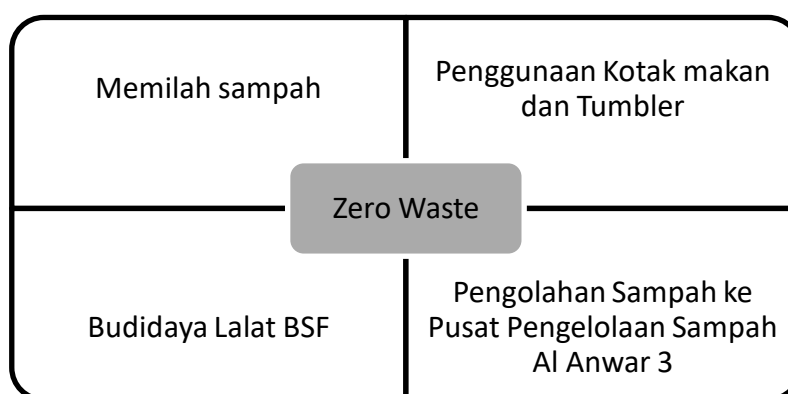 Memilah sampah
Penggunaan Kotak makan
dan Tumbler
Zero Waste
Budidaya Lalat BSF
Pengolahan Sampah ke
Pusat Pengelolaan Sampah
Al Anwar 3